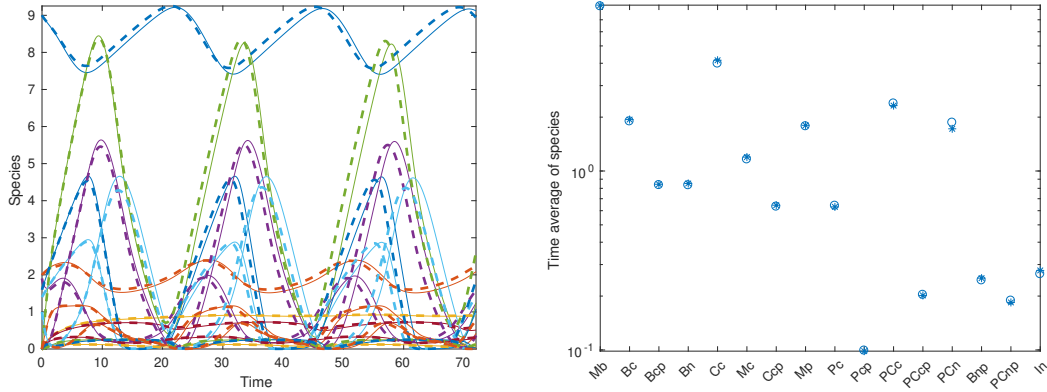 9
8
7
6
5
4
3
2
1
0
Species
0
10
20
30
40
50
60
70
Time
Time average of species
10^0
10^-1
Mb
Bc
Bcp
Bn
Cc
Mc
Ccp
Mp
Pc
Pcp
PCc
PCcp
PCn
Bnp
PCnp
In